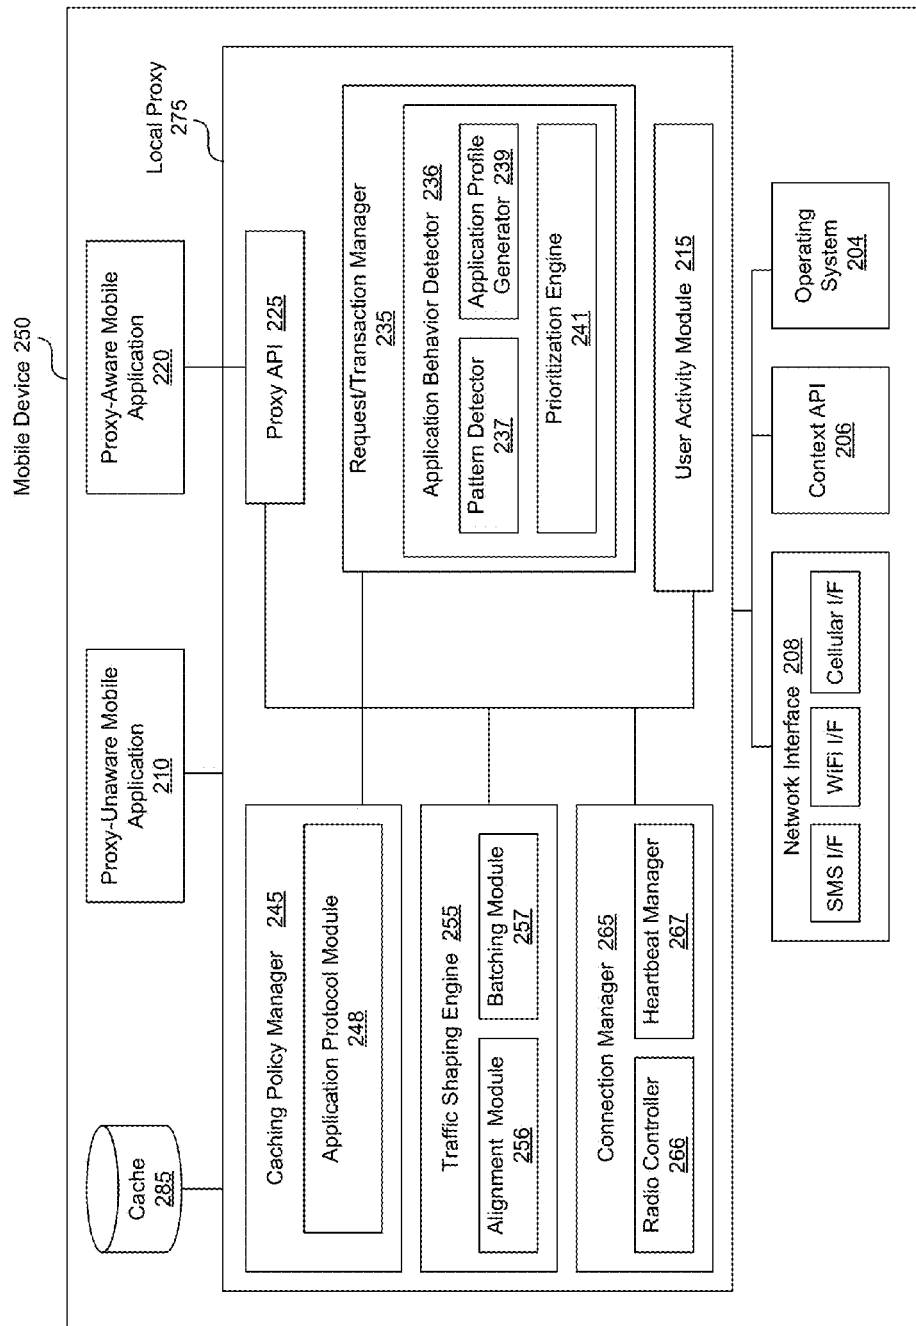 Mobile Device 250
Cache
285
Proxy-Unaware Mobile
Application
210
Proxy-Aware Mobile
Application
220
Local Proxy
275
Caching Policy Manager 245
Application Protocol Module
248
Proxy API 225
Request/Transaction Manager
235
Application Behavior Detector 236
Pattern Detector
237
Application Profile
Generator 239
Prioritization Engine
241
Traffic Shaping Engine 255
Alignment Module
256
Batching Module
257
Connection Manager 265
Radio Controller
266
Heartbeat Manager
267
User Activity Module 215
Network Interface 208
SMS I/F
WiFi I/F
Cellular I/F
Context API
206
Operating
System
204